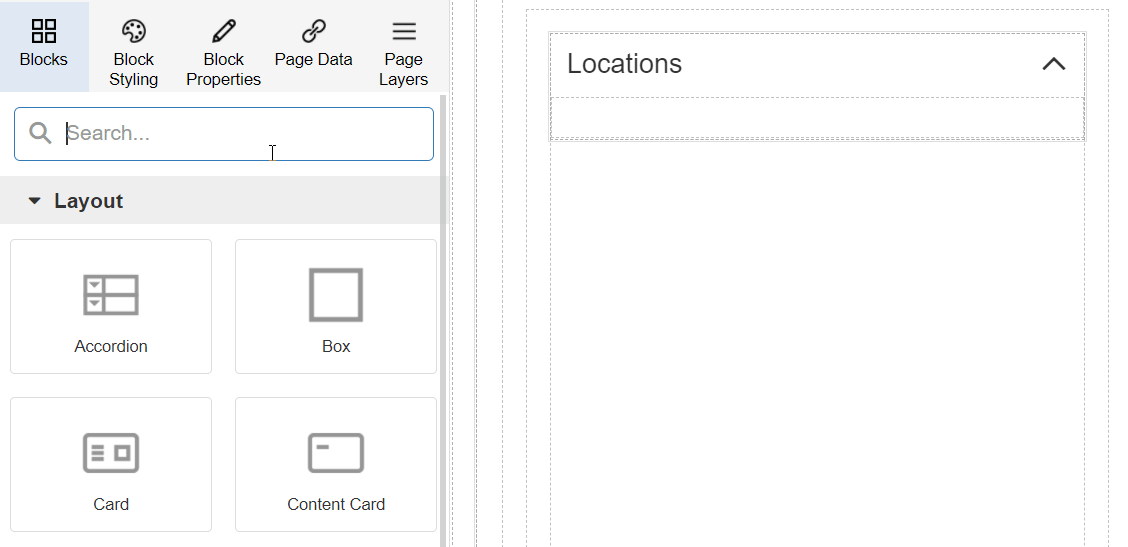 Blocks
Block
Styling
Block
Properties
Page Data
Page
Layers
Search...
Layout
Accordion
Box
Card
Content Card
Locations